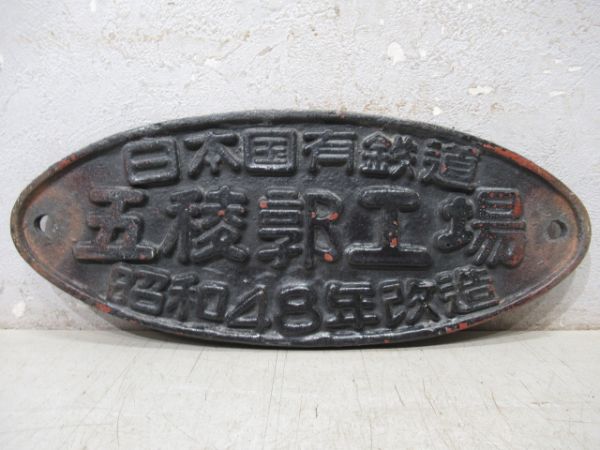 日本国有鉄道
五稜郭工場
昭和48年改造